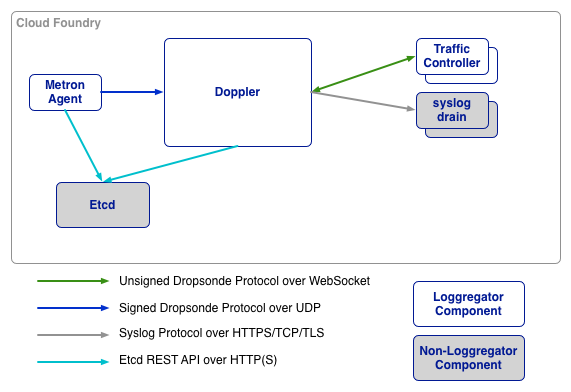 Cloud Foundry
Traffic
Controller
Metron
Agent
Doppler
syslog
drain
Etcd
Unsigned Dropsonde Protocol over WebSocket
Signed Dropsonde Protocol over UDP
Syslog Protocol over HTTPS/TCP/TLS
Etcd REST API over HTTP(S)
Loggregator
Component
Non-Loggregator
Component